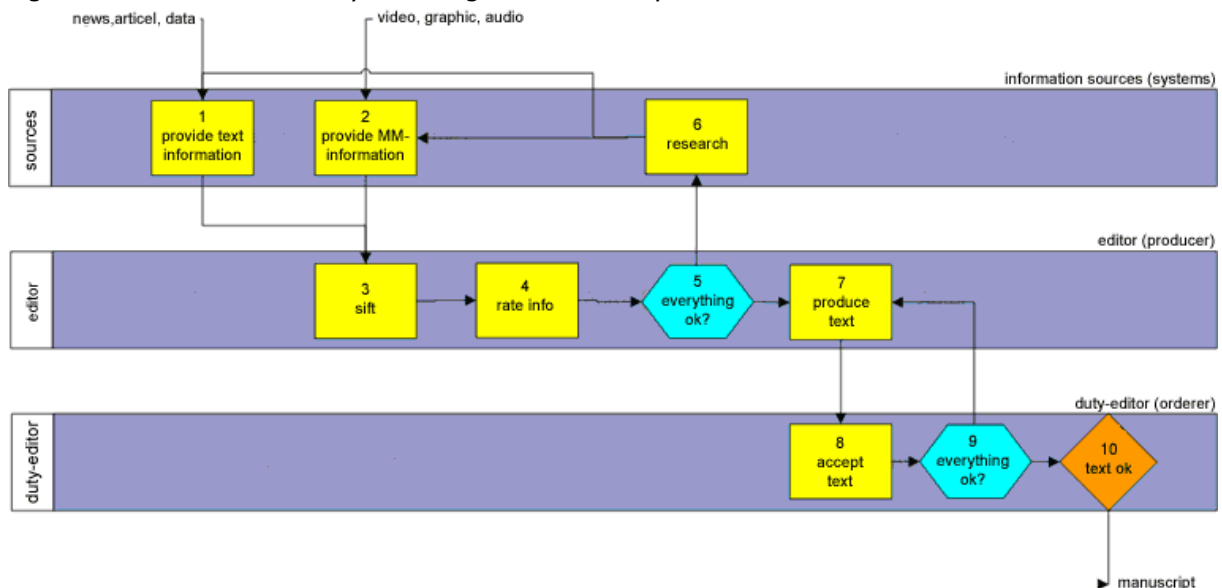 news,articel, data
video, graphic, audio
information sources (systems)
sources
1
provide text
information
2
provide MM-
information
6
research
editor (producer)
editor
3
sift
4
rate info
5
everything
ok?
7
produce
text
duty-editor (orderer)
duty-editor
8
accept
text
9
everything
ok?
10
text ok
manuscript